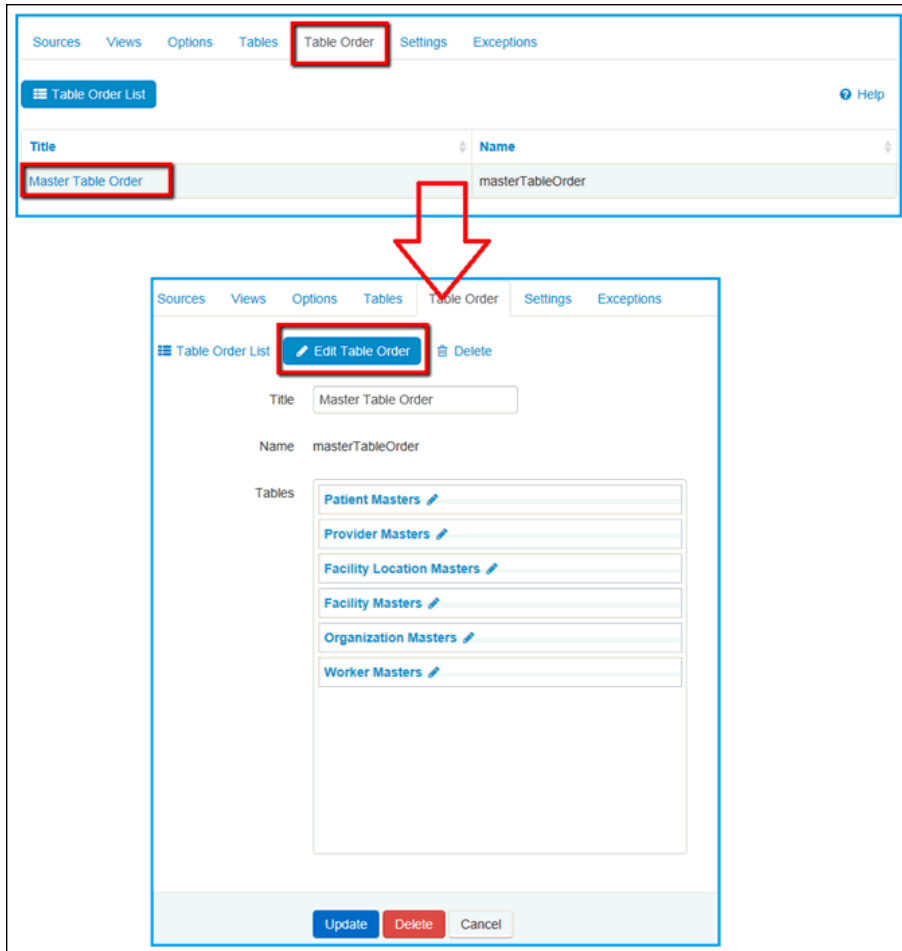 Sources Views Options Tables Table Order Settings Exceptions
Table Order List Help
Title Name
Master Table Order masterTableOrder
Sources Views Options Tables Table Order Settings Exceptions
Table Order List Edit Table Order Delete
Title Master Table Order
Name masterTableOrder
Tables Patient Masters
Provider Masters
Facility Location Masters
Facility Masters
Organization Masters
Worker Masters
Update Delete Cancel